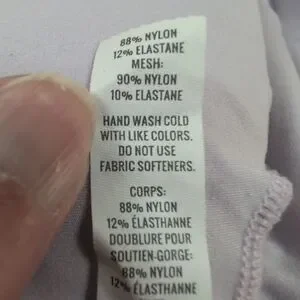 88% NYLON
12% ELASTANE
MESH:
90% NYLON
10% ELASTANE
HAND WASH COLD
WITH LIKE COLORS.
DO NOT USE
FABRIC SOFTENERS.
CORPS:
88% NYLON
12% ÉLASTHANNE
DOUBLURE POUR
SOUTIEN-GORGE:
88% NYLON
12% ÉLASTHANNE